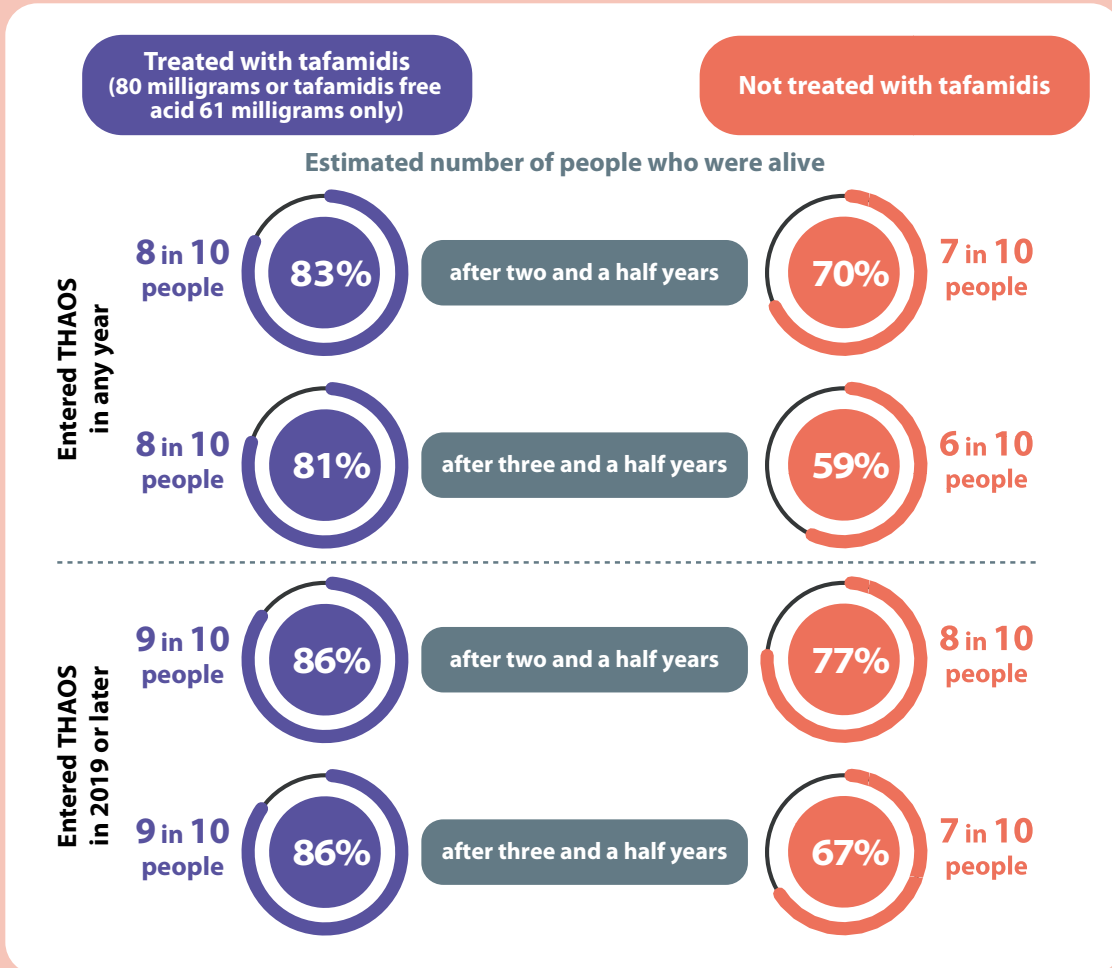 Treated with tafamidis
(80 milligrams or tafamidis free
acid 61 milligrams only)
Not treated with tafamidis
Estimated number of people who were alive
Entered THAOS
in any year
8 in 10
people
83%
after two and a half years
70%
7 in 10
people
8 in 10
people
81%
after three and a half years
59%
6 in 10
people
Entered THAOS
in 2019 or later
9 in 10
people
86%
after two and a half years
77%
8 in 10
people
9 in 10
people
86%
after three and a half years
67%
7 in 10
people